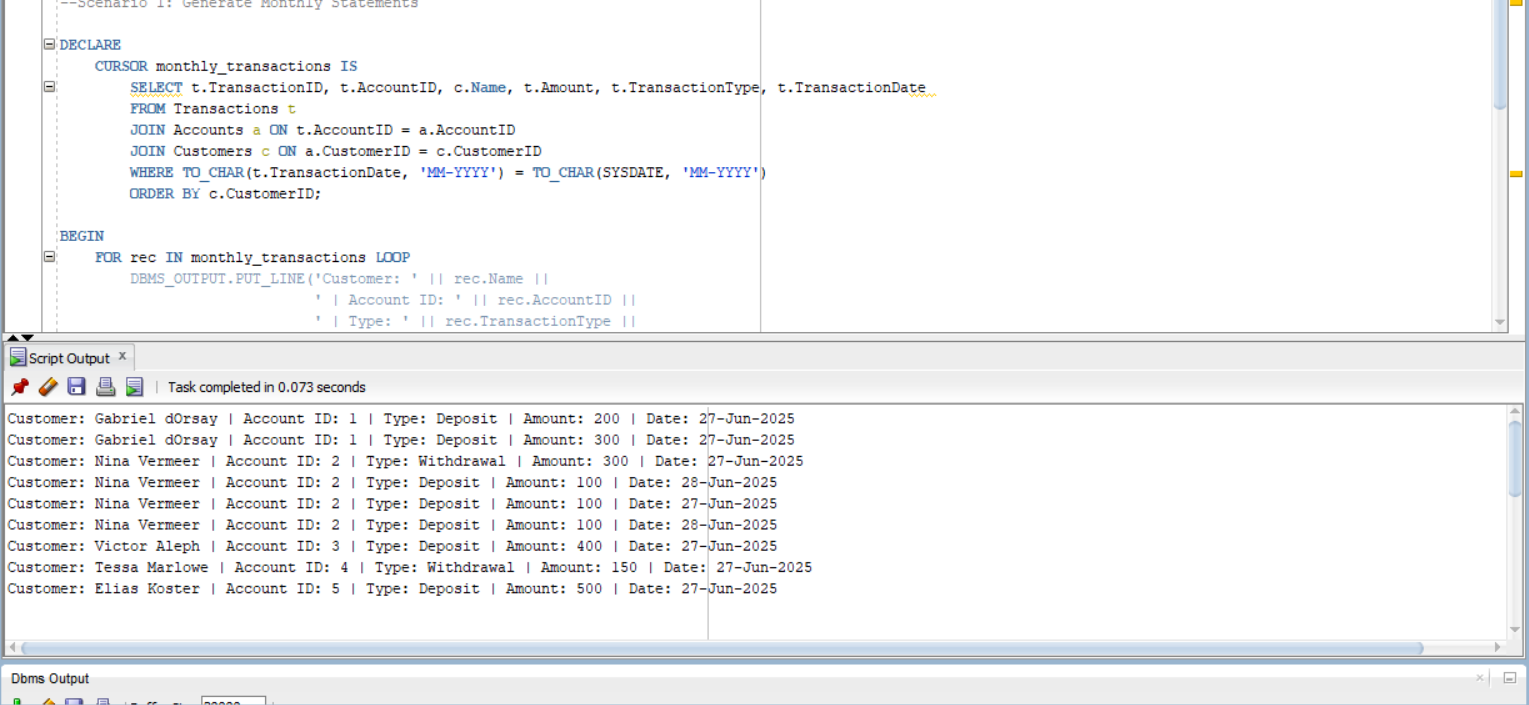 --Scenario 1: Generate Monthly Statements
DECLARE
CURSOR monthly_transactions IS
SELECT t.TransactionID, t.AccountID, c.Name, t.Amount, t.TransactionType, t.TransactionDate
FROM Transactions t
JOIN Accounts a ON t.AccountID = a.AccountID
JOIN Customers c ON a.CustomerID = c.CustomerID
WHERE TO_CHAR(t.TransactionDate, 'MM-YYYY') = TO_CHAR(SYSDATE, 'MM-YYYY')
ORDER BY c.CustomerID;
BEGIN
FOR rec IN monthly_transactions LOOP
DBMS_OUTPUT.PUT_LINE('Customer: ' || rec.Name ||
' | Account ID: ' || rec.AccountID ||
' | Type: ' || rec.TransactionType ||
Script Output x
Task completed in 0.073 seconds
Customer: Gabriel dOrsay | Account ID: 1 | Type: Deposit | Amount: 200 | Date: 27-Jun-2025
Customer: Gabriel dOrsay | Account ID: 1 | Type: Deposit | Amount: 300 | Date: 27-Jun-2025
Customer: Nina Vermeer | Account ID: 2 | Type: Withdrawal | Amount: 300 | Date: 27-Jun-2025
Customer: Nina Vermeer | Account ID: 2 | Type: Deposit | Amount: 100 | Date: 28-Jun-2025
Customer: Nina Vermeer | Account ID: 2 | Type: Deposit | Amount: 100 | Date: 27-Jun-2025
Customer: Nina Vermeer | Account ID: 2 | Type: Deposit | Amount: 100 | Date: 28-Jun-2025
Customer: Victor Aleph | Account ID: 3 | Type: Deposit | Amount: 400 | Date: 27-Jun-2025
Customer: Tessa Marlowe | Account ID: 4 | Type: Withdrawal | Amount: 150 | Date: 27-Jun-2025
Customer: Elias Koster | Account ID: 5 | Type: Deposit | Amount: 500 | Date: 27-Jun-2025
Dbms Output